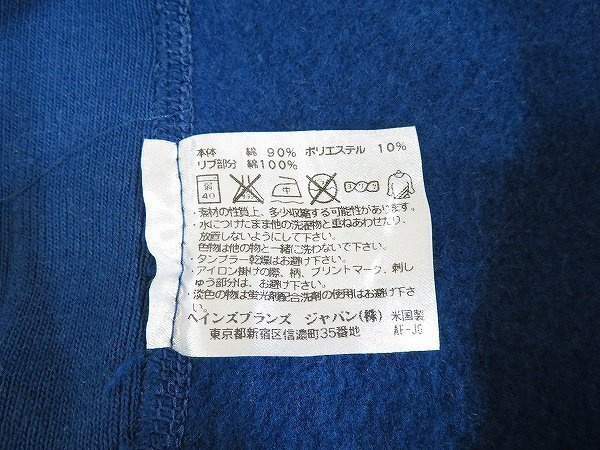 本体 綿 90% ポリエステル 10%
リブ部分 綿100%
弱 40
中
・素材の性質上、多少収縮する可能性があります。
・水につけたまま他の洗濯物と重ねあわせたり、
放置しないようにして下さい。
・色物は他の物と一緒に洗わないで下さい。
・タンブラー乾燥はお避け下さい。
・アイロン掛けの際、柄、プリントマーク、刺し
ゅう部分は、お避け下さい。
・淡色の物は蛍光剤配合洗剤の使用はお避け下さ
い。
ヘインズブランズ ジャパン(株) 米国製
東京都新宿区信濃町35番地 AF-JG